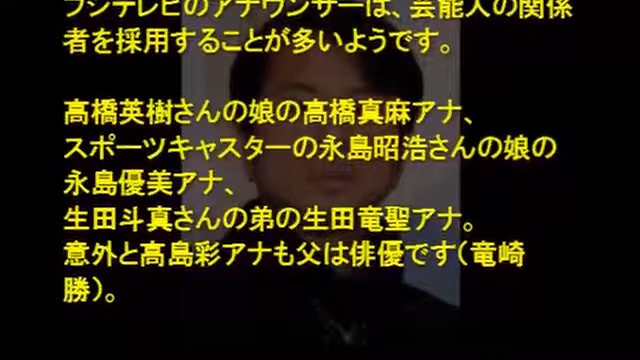 フジテレビのアナウンサーは、芸能人の関係
者を採用することが多いようです。
高橋英樹さんの娘の高橋真麻アナ、
スポーツキャスターの永島昭浩さんの娘の
永島優美アナ、
生田斗真さんの弟の生田竜聖アナ。
意外と高島彩アナも父は俳優です（竜崎
勝）。